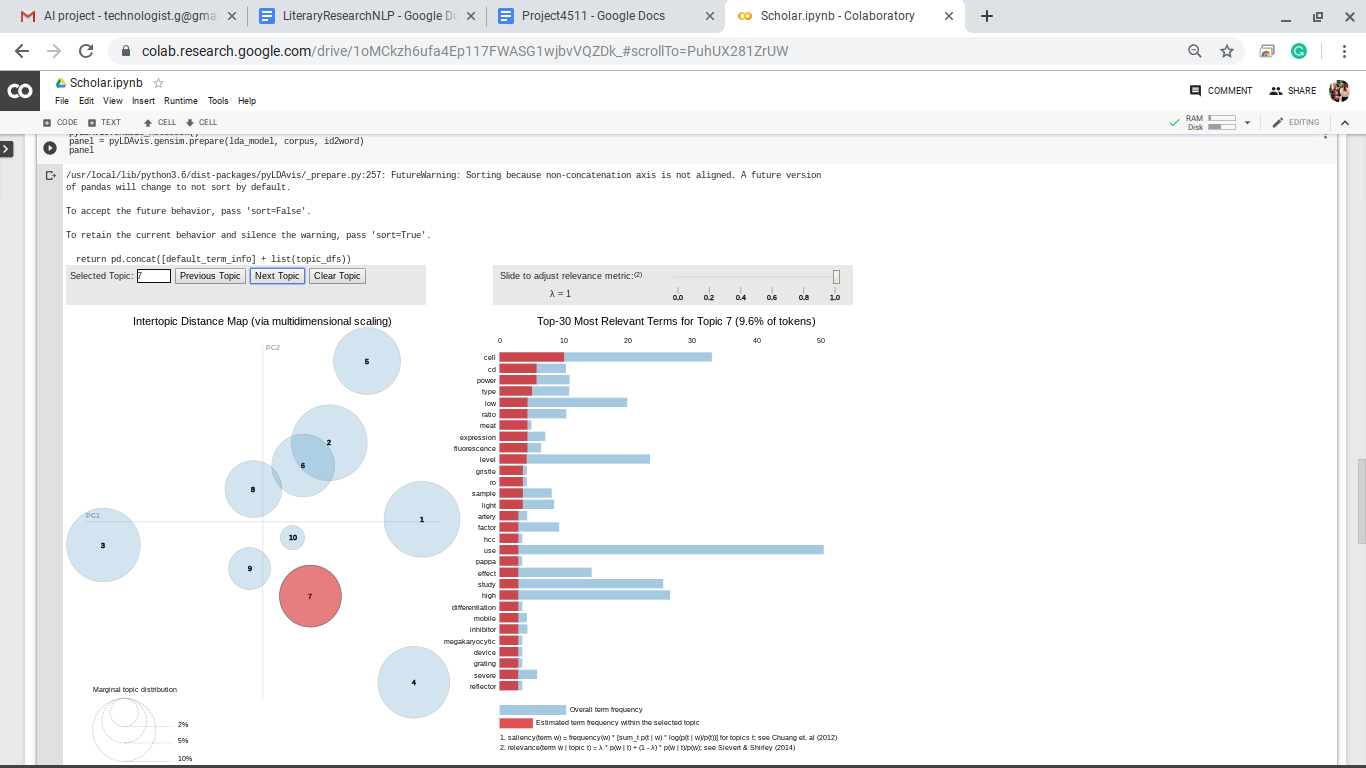 AI project - technologist.g@gma
LiteraryResearchNLP - Google Do
Project4511 - Google Docs
Scholar.ipynb - Colaboratory
colab.research.google.com/drive/1oMCkzh6ufa4Ep117FWASG1wjbvVQZDk_#scrollTo=PuhUX281ZrUW
Scholar.ipynb
File Edit View Insert Runtime Tools Help
COMMENT SHARE
CODE TEXT CELL CELL
RAM
Disk
EDITING
panel = pyLDAvis.gensim.prepare(lda_model, corpus, id2word)
panel
/usr/local/lib/python3.6/dist-packages/pyLDAvis/_prepare.py:257: FutureWarning: Sorting because non-concatenation axis is not aligned. A future version
of pandas will change to not sort by default.
To accept the future behavior, pass 'sort=False'.
To retain the current behavior and silence the warning, pass 'sort=True'.
return pd.concat([default_term_info] + list(topic_dfs))
Selected Topic: 7 Previous Topic Next Topic Clear Topic
Slide to adjust relevance metric:(2)
λ = 1
0.0 0.2 0.4 0.6 0.8 1.0
Intertopic Distance Map (via multidimensional scaling)
PC2
5
2
6
8
PC1
1
3
10
9
7
4
Marginal topic distribution
2%
5%
10%
Top-30 Most Relevant Terms for Topic 7 (9.6% of tokens)
0 10 20 30 40 50
cell
cd
power
type
low
ratio
meat
expression
fluorescence
level
gristle
ro
sample
light
artery
factor
hcc
use
pappa
effect
study
high
differentiation
mobile
inhibitor
megakaryocytic
device
grating
severe
reflector
Overall term frequency
Estimated term frequency within the selected topic
1. saliency(term w) = frequency(w) * [sum_t p(t | w) * log(p(t | w)/p(t))] for topics t; see Chuang et. al (2012)
2. relevance(term w | topic t) = λ * p(w | t) + (1 - λ) * p(w | t)/p(w); see Sievert & Shirley (2014)